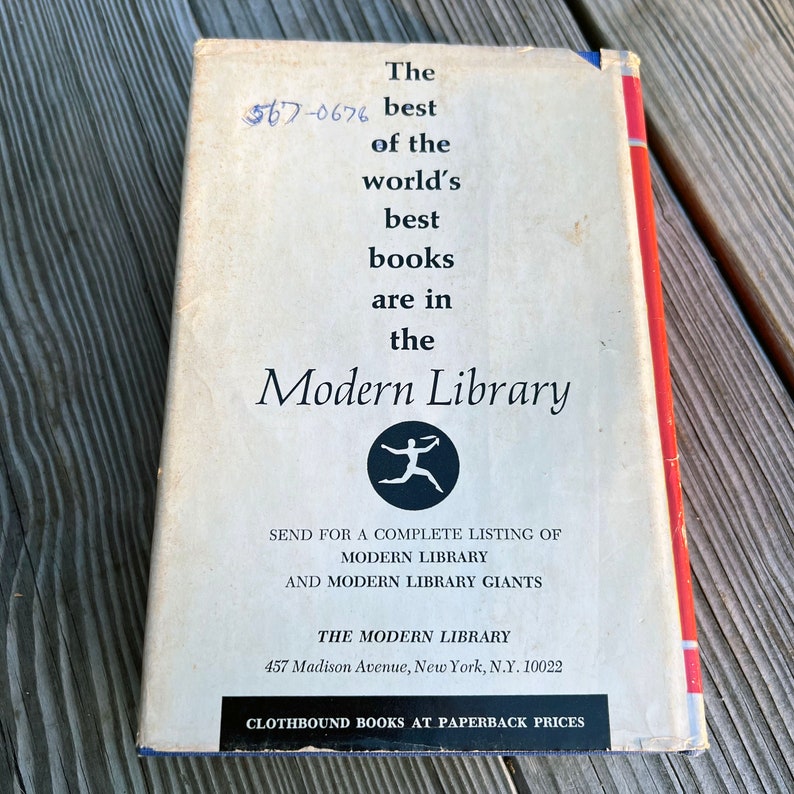 The
567-0676 best
of the
world's
best
books
are in
the
Modern Library
SEND FOR A COMPLETE LISTING OF
MODERN LIBRARY
AND MODERN LIBRARY GIANTS
THE MODERN LIBRARY
457 Madison Avenue, New York, N.Y. 10022
CLOTHBOUND BOOKS AT PAPERBACK PRICES